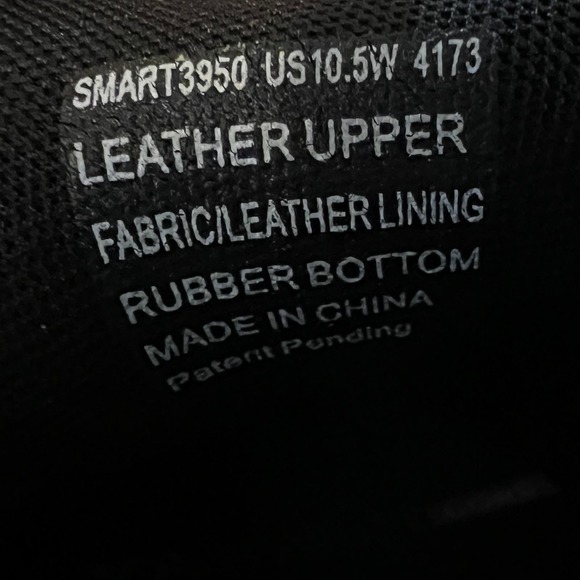 SMART3950 US10.5W 4173
LEATHER UPPER
FABRIC/LEATHER LINING
RUBBER BOTTOM
MADE IN CHINA
Patent Pending